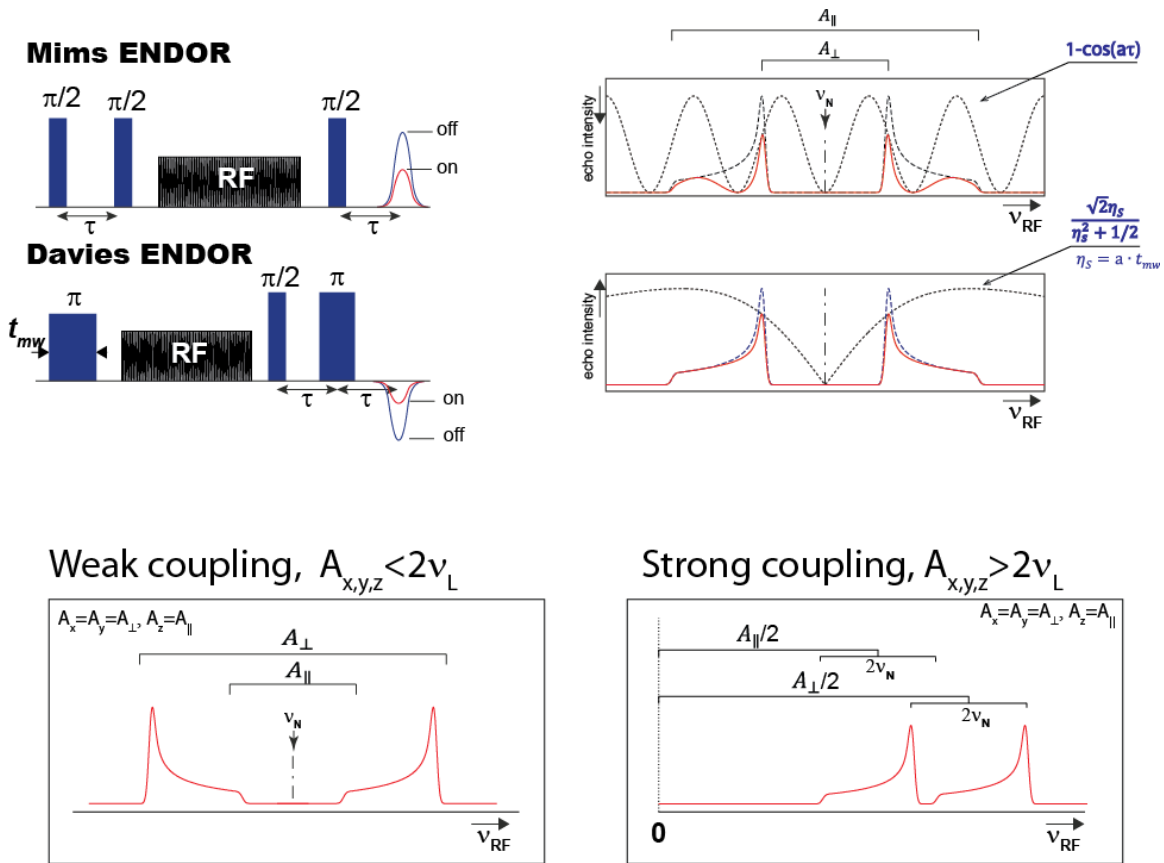 Mims ENDOR
π/2 π/2 π/2
off
on
RF
τ τ
Davies ENDOR
π/2 π
π
t_mw
RF
τ τ
on
off
A∥
A⊥
1-cos(aτ)
ν_N
echo intensity
ν_RF
√2η_S
η_S² + 1/2
η_S = a · t_mw
echo intensity
ν_RF
Weak coupling, A_x,y,z<2ν_L
A_x=A_y=A⊥, A_z=A∥
A⊥
A∥
ν_N
ν_RF
Strong coupling, A_x,y,z>2ν_L
A_x=A_y=A⊥, A_z=A∥
A∥/2
2ν_N
A⊥/2
2ν_N
0
ν_RF